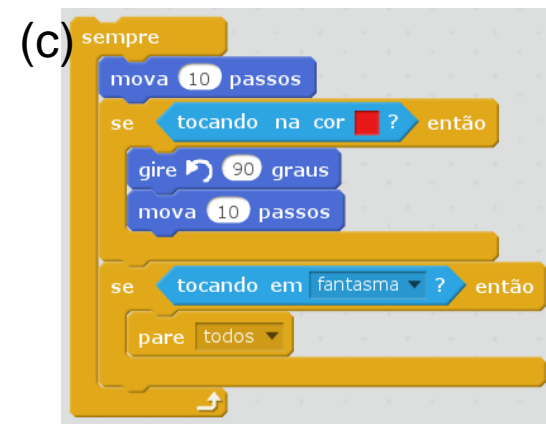 (c)
sempre
mova 10 passos
se tocando na cor ? então
gire 90 graus
mova 10 passos
se tocando em fantasma ? então
pare todos